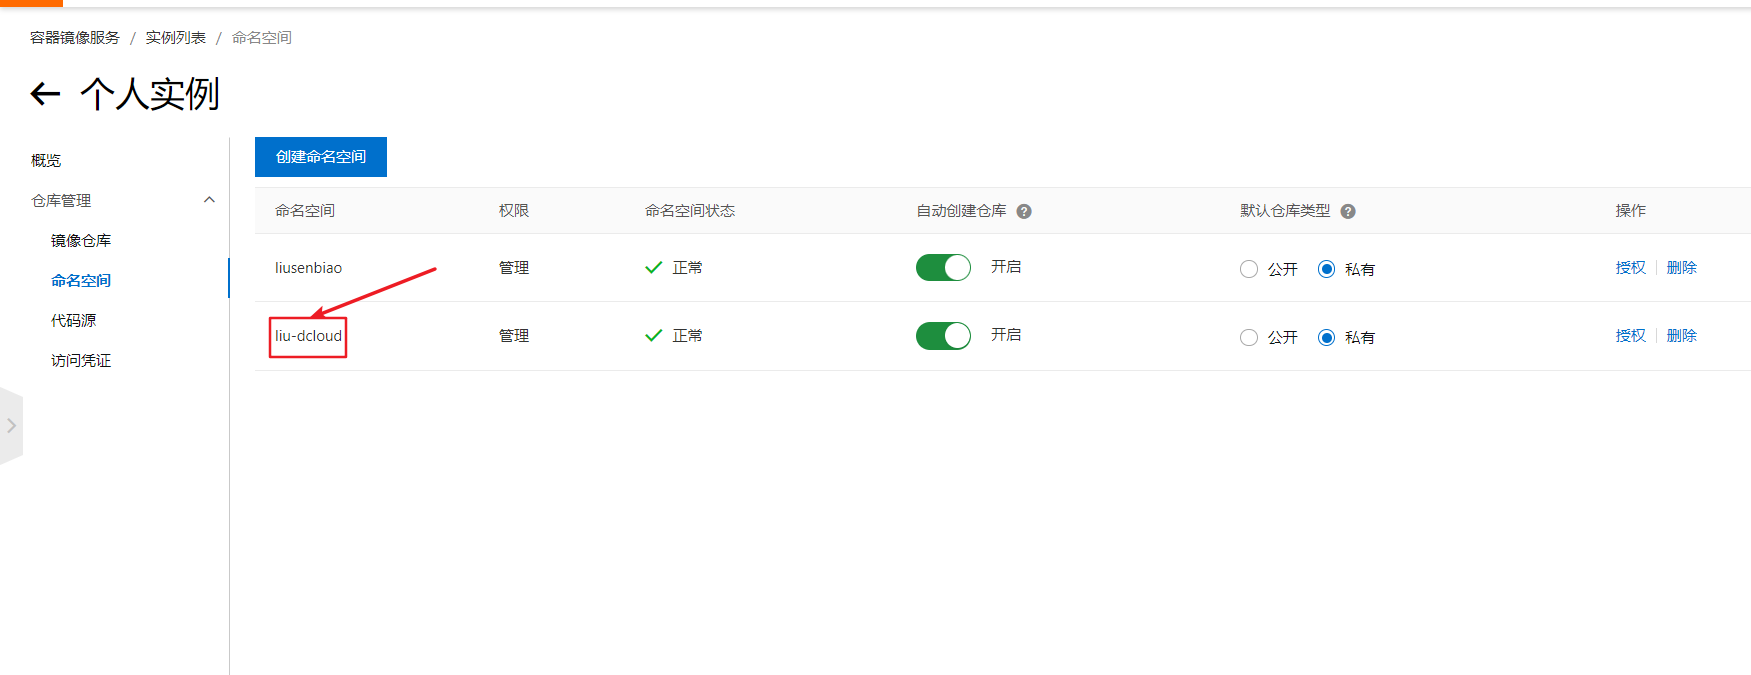 容器镜像服务 / 实例列表 / 命名空间
个人实例
概览
仓库管理
镜像仓库
命名空间
代码源
访问凭证
创建命名空间
命名空间 权限 命名空间状态 自动创建仓库 ? 默认仓库类型 ? 操作
liusenbiao 管理 正常 开启 公开 私有 授权 删除
liu-dcloud 管理 正常 开启 公开 私有 授权 删除